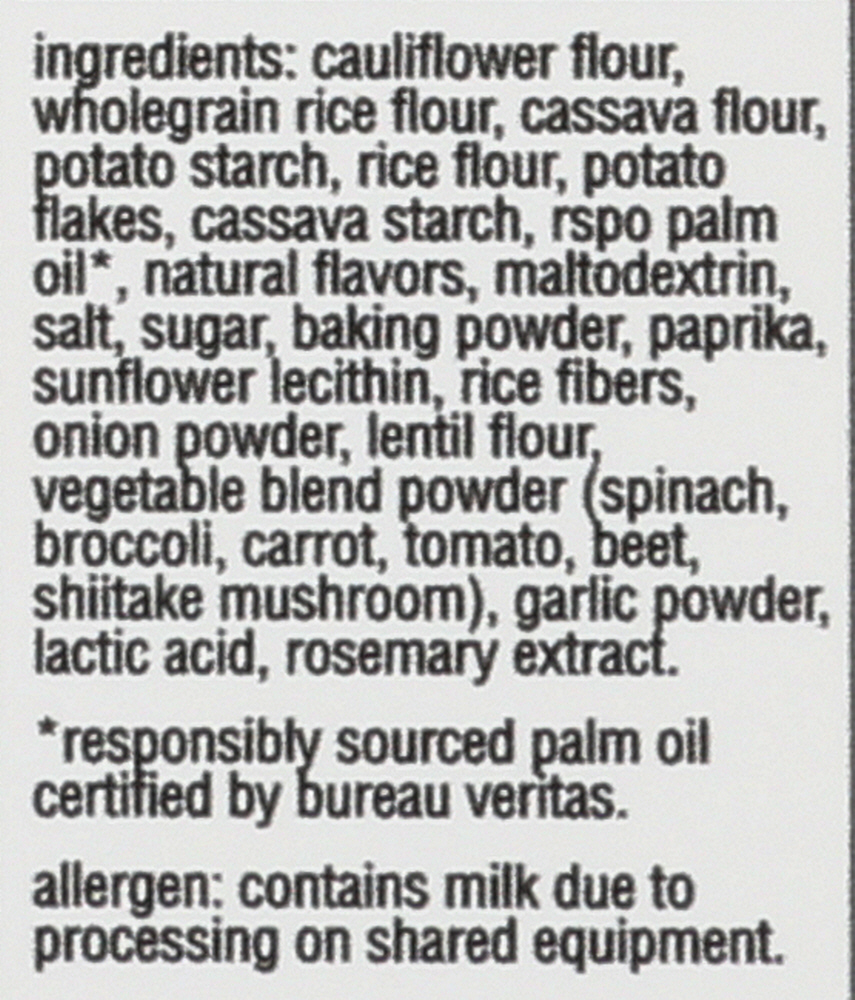 ingredients: cauliflower flour,
wholegrain rice flour, cassava flour,
potato starch, rice flour, potato
flakes, cassava starch, rspo palm
oil*, natural flavors, maltodextrin,
salt, sugar, baking powder, paprika,
sunflower lecithin, rice fibers,
onion powder, lentil flour,
vegetable blend powder (spinach,
broccoli, carrot, tomato, beet,
shiitake mushroom), garlic powder,
lactic acid, rosemary extract.
*responsibly sourced palm oil
certified by bureau veritas.
allergen: contains milk due to
processing on shared equipment.